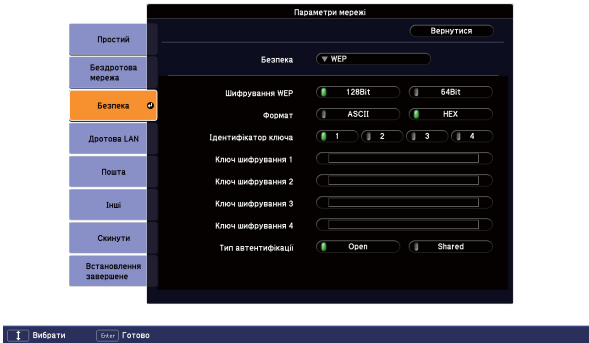 Параметри мережі
Вернутися
Простий
Бездротова
мережа
Безпека
Дротова LAN
Пошта
Інші
Скинути
Встановлення
завершене
Безпека WEP
Шифрування WEP 128Bit 64Bit
Формат ASCII HEX
Ідентифікатор ключа 1 2 3 4
Ключ шифрування 1
Ключ шифрування 2
Ключ шифрування 3
Ключ шифрування 4
Тип автентифікації Open Shared
Вибрати Enter Готово